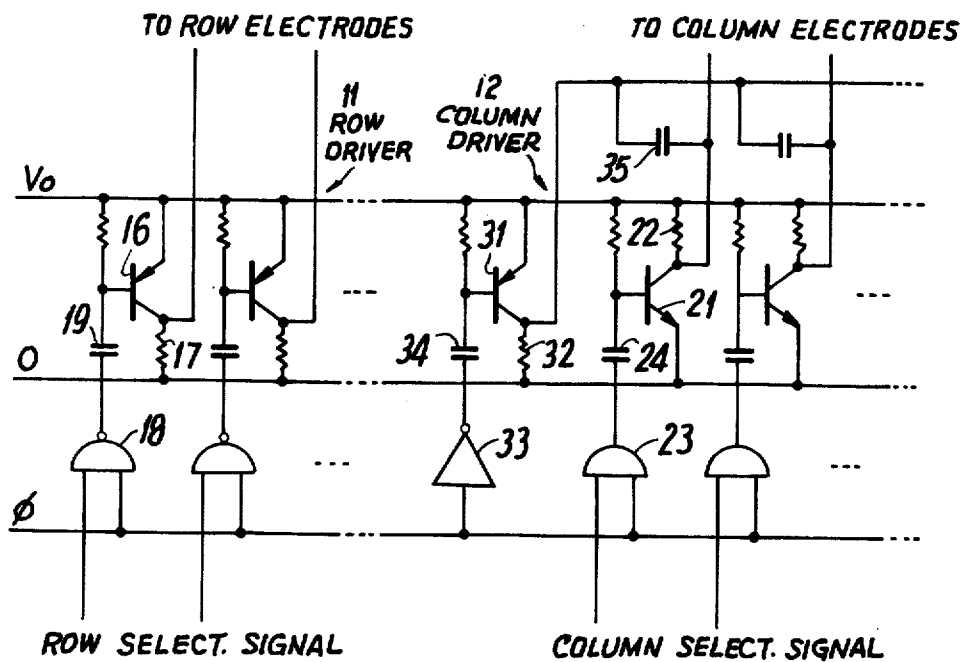 TO ROW ELECTRODES
TO COLUMN ELECTRODES
11
ROW
DRIVER
12
COLUMN
DRIVER
35
Vo
16
31
22
21
19
17
34
32
24
O
18
33
23
ϕ
ROW SELECT. SIGNAL
COLUMN SELECT. SIGNAL